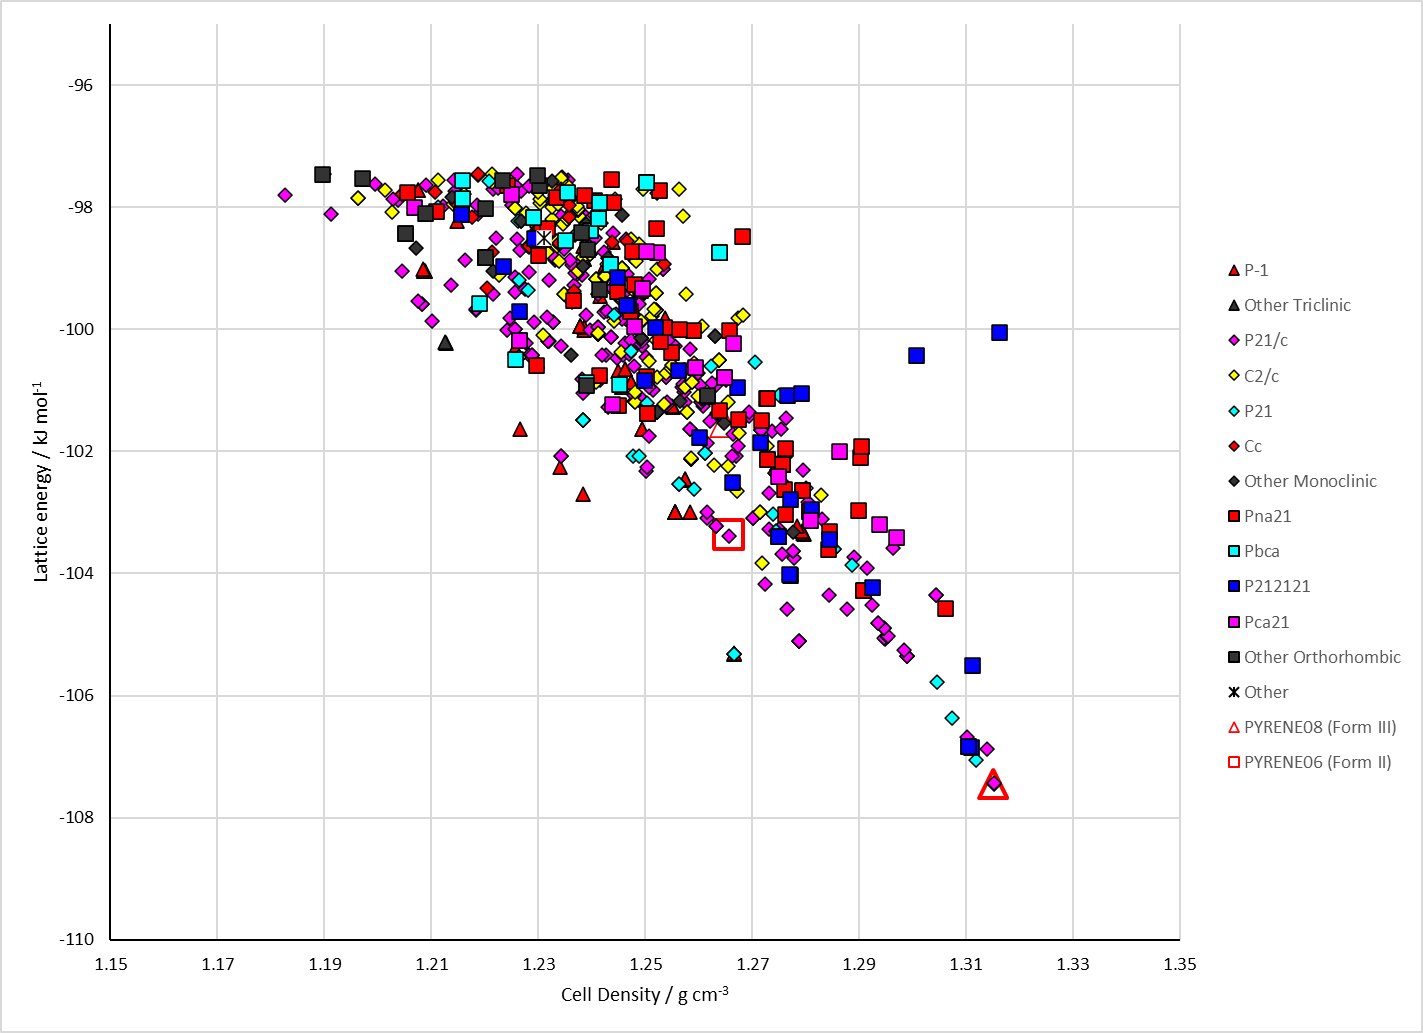 -96
-98
-100
-102
-104
-106
-108
-110
Lattice energy / kJ mol-1
1.15 1.17 1.19 1.21 1.23 1.25 1.27 1.29 1.31 1.33 1.35
Cell Density / g cm-3
P-1
Other Triclinic
P21/c
C2/c
P21
Cc
Other Monoclinic
Pna21
Pbca
P212121
Pca21
Other Orthorhombic
Other
PYRENE08 (Form III)
PYRENE06 (Form II)